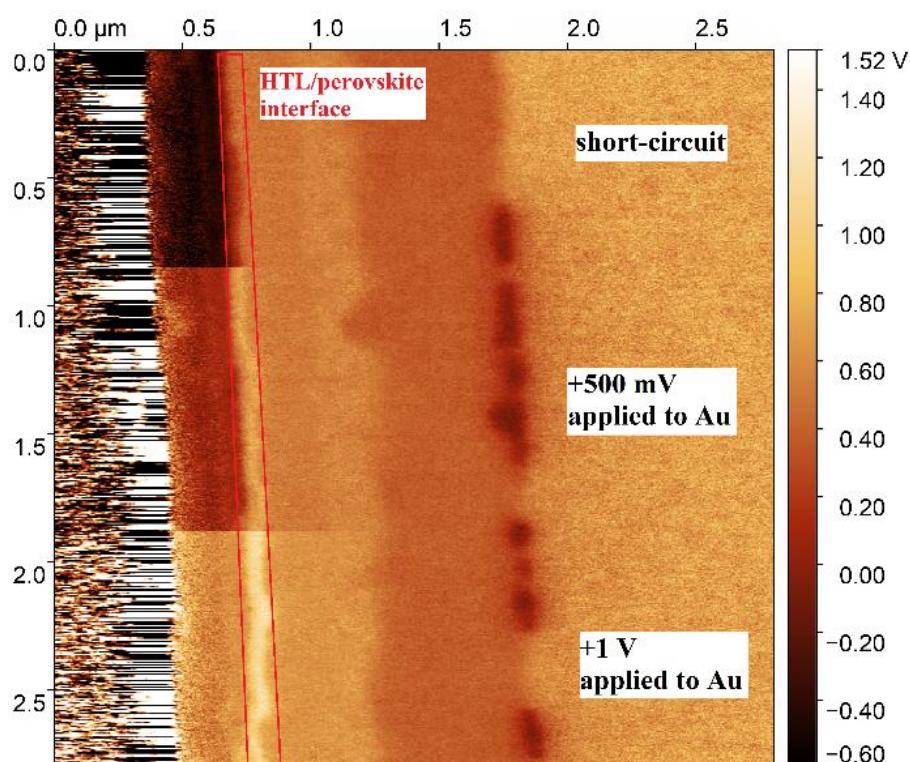 0.0 µm 0.5 1.0 1.5 2.0 2.5
0.0
0.5
1.0
1.5
2.0
2.5
HTL/perovskite
interface
short-circuit
+500 mV
applied to Au
+1 V
applied to Au
1.52 V
1.40
1.20
1.00
0.80
0.60
0.40
0.20
0.00
−0.20
−0.40
−0.60